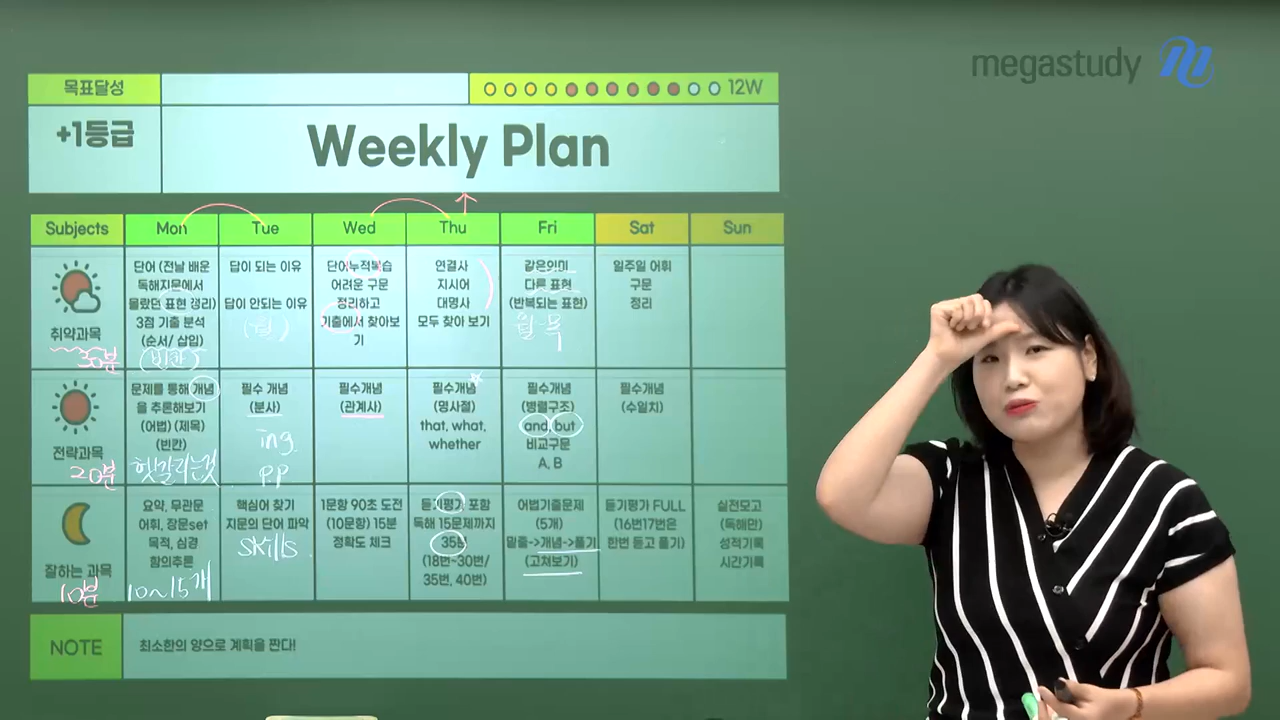 megastudy
목표달성
12W
+1등급
Weekly Plan
Subjects
Mon
Tue
Wed
Thu
Fri
Sat
Sun
취약과목
30분
단어 (전날 배운
독해지문에서
몰랐던 표현 정리)
3점 기출 분석
(순서/ 삽입)
(빈칸)
답이 되는 이유
답이 안되는 이유
단어누적복습
어려운 구문
정리하고
기출에서 찾아보
기
연결사
지시어
대명사
모두 찾아 보기
같은의미
다른 표현
(반복되는 표현)
월-목
일주일 어휘
구문
정리
전략과목
20분
문제를 통해 개념
을 추론해보기
(어법) (제목)
(빈칸)
헷갈리는것
필수 개념
(분사)
ing
p.p
필수개념
(관계사)
필수개념
(명사절)
that, what,
whether
필수개념
(병렬구조)
and, but
비교구문
A, B
필수개념
(수일치)
잘하는 과목
10분
요약, 무관문
어휘, 장문set
목적, 심경
함의추론
10~15개
핵심어 찾기
지문의 단어 파악
skills
1문항 90초 도전
(10문항) 15분
정확도 체크
듣기평가 포함
독해 15문제까지
35분
(18번~30번/
35번, 40번)
어법기출문제
(5개)
밑줄->개념->풀기
(고쳐보기)
듣기평가 FULL
(16번17번은
한번 듣고 풀기)
실전모고
(독해만)
성적기록
시간기록
NOTE
최소한의 양으로 계획을 짠다!